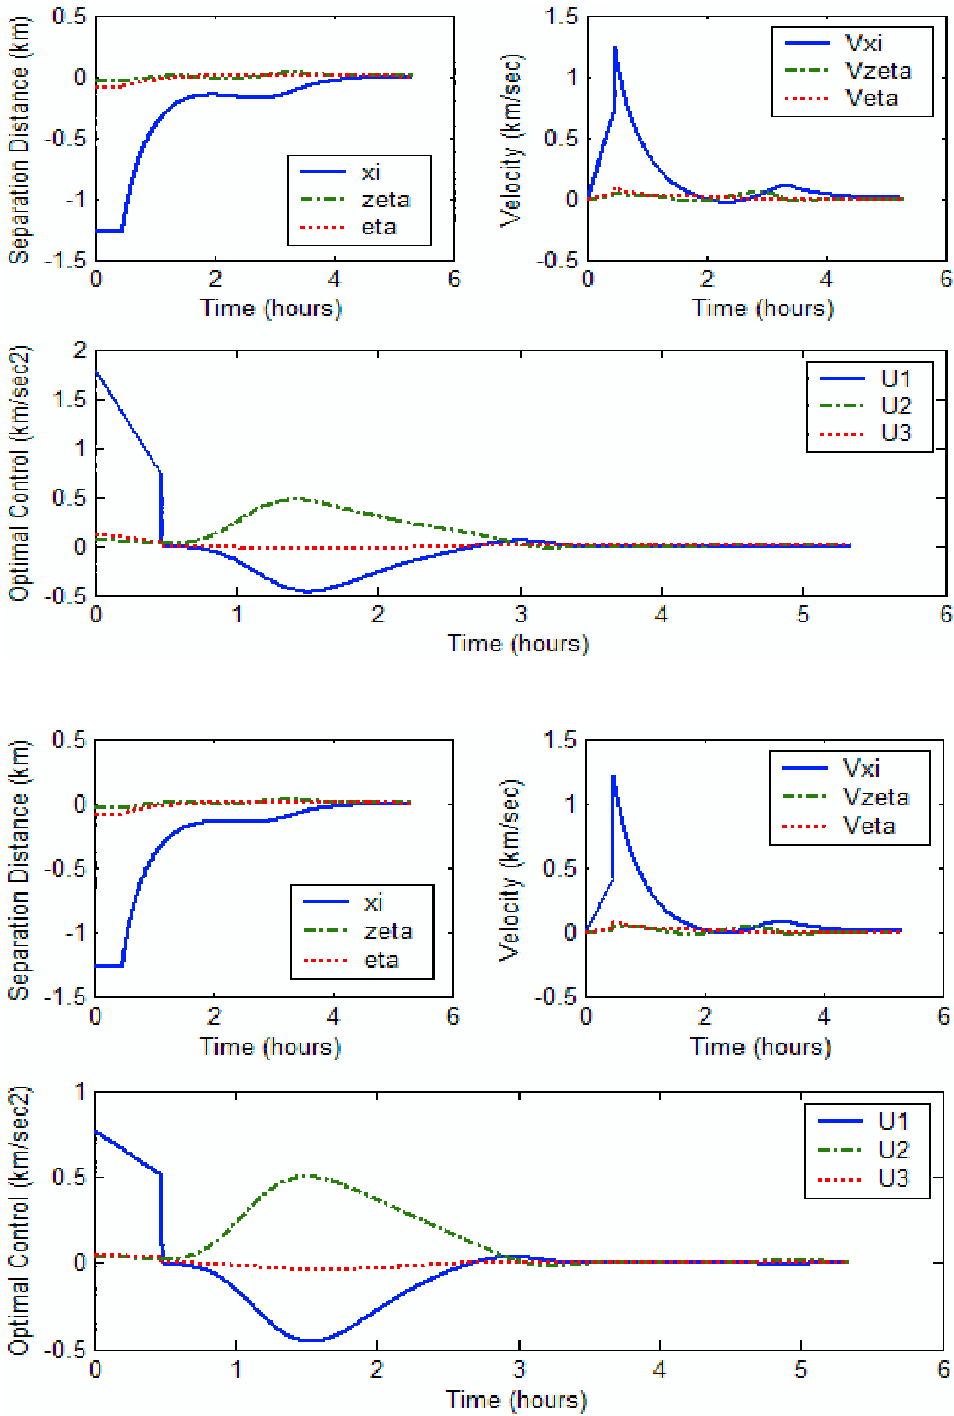 Separation Distance (km)
0.5
0
-0.5
-1
-1.5
0
2
4
6
Time (hours)
xi
zeta
eta
Velocity (km/sec)
1.5
1
0.5
0
-0.5
0
2
4
6
Time (hours)
Vxi
Vzeta
Veta
Optimal Control (km/sec2)
2
1.5
1
0.5
0
-0.5
0
1
2
3
4
5
6
Time (hours)
U1
U2
U3
Separation Distance (km)
0.5
0
-0.5
-1
-1.5
0
2
4
6
Time (hours)
xi
zeta
eta
Velocity (km/sec)
1.5
1
0.5
0
-0.5
0
2
4
6
Time (hours)
Vxi
Vzeta
Veta
Optimal Control (km/sec2)
1
0.5
0
-0.5
0
1
2
3
4
5
6
Time (hours)
U1
U2
U3